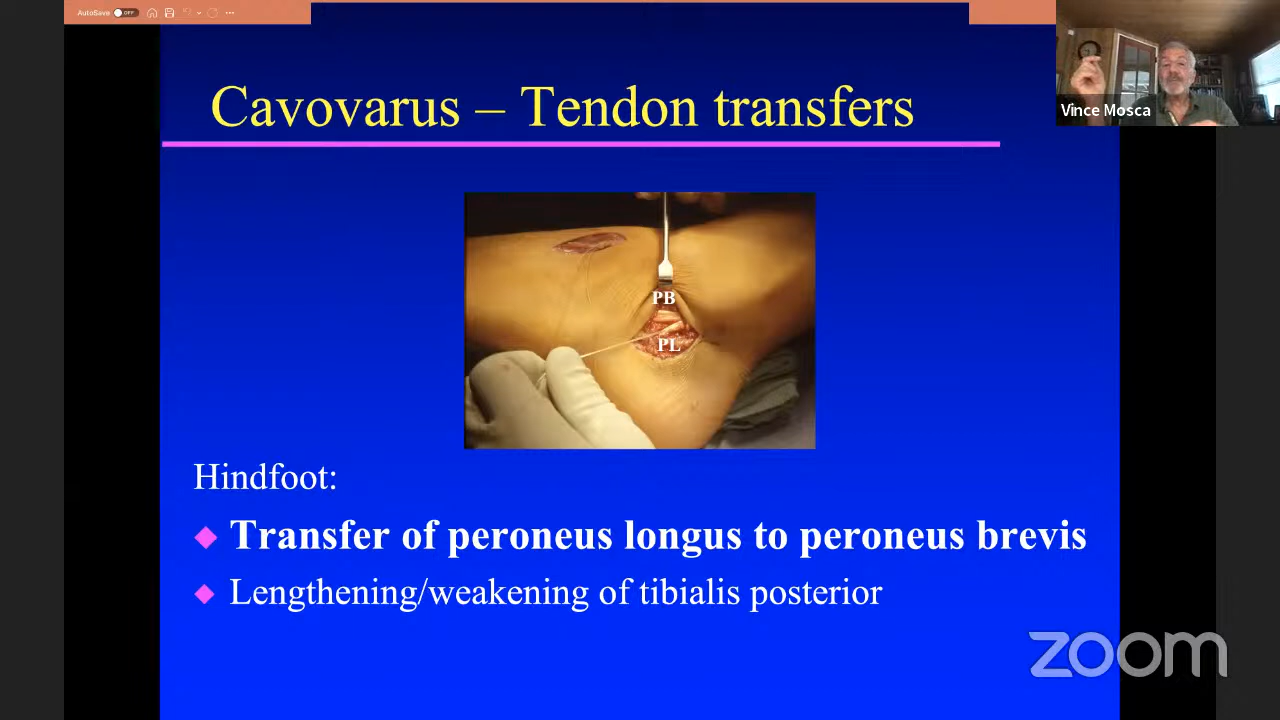 AutoSave OFF
Cavovarus – Tendon transfers
Vince Mosca
PB
PL
Hindfoot:
Transfer of peroneus longus to peroneus brevis
Lengthening/weakening of tibialis posterior
zoom